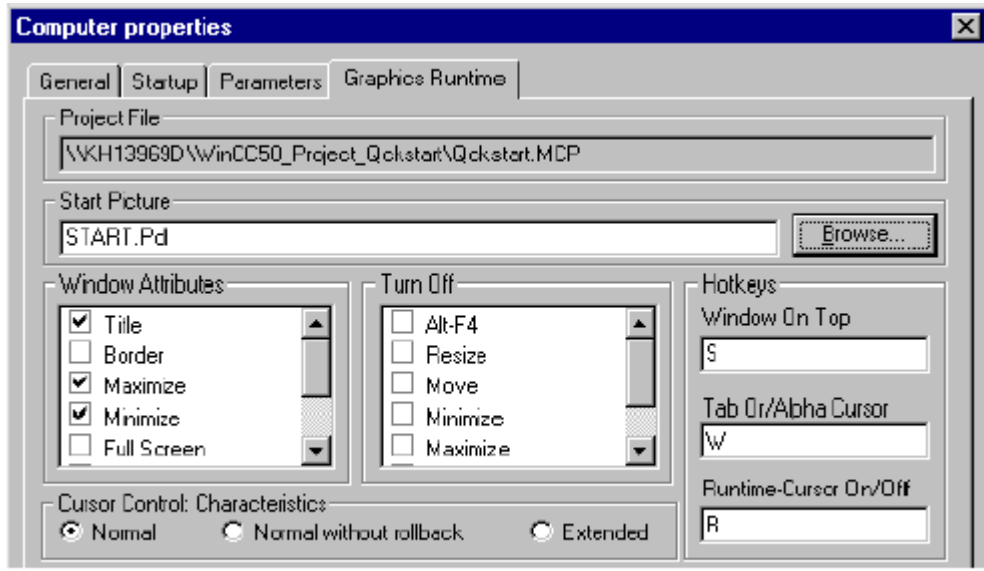 Computer properties
General Startup Parameters Graphics Runtime
Project File
\\KH13969D\WinCC50_Project_Qckstart\Qckstart.MCP
Start Picture
START.Pdl
Browse...
Window Attributes
Title
Border
Maximize
Minimize
Full Screen
Turn Off
Alt-F4
Resize
Move
Minimize
Maximize
Hotkeys
Window On Top
S
Tab Or/Alpha Cursor
W
Runtime-Cursor On/Off
R
Cursor Control: Characteristics
Normal Normal without rollback Extended